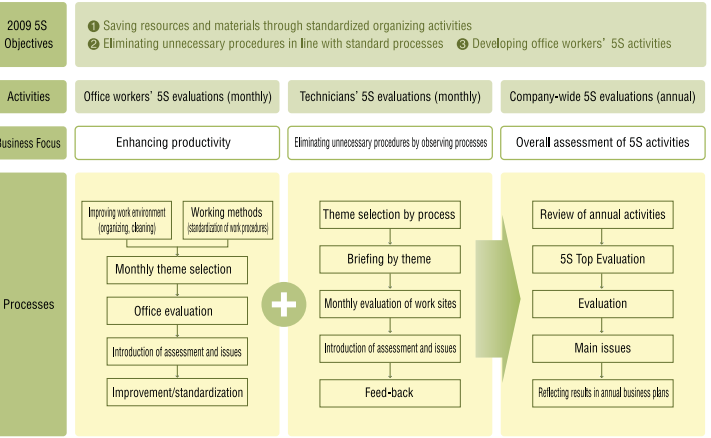 2009 5S
Objectives
❶ Saving resources and materials through standardized organizing activities
❷ Eliminating unnecessary procedures in line with standard processes ❸ Developing office workers' 5S activities
Activities
Office workers' 5S evaluations (monthly)
Technicians' 5S evaluations (monthly)
Company-wide 5S evaluations (annual)
Business Focus
Enhancing productivity
Eliminating unnecessary procedures by observing processes
Overall assessment of 5S activities
Processes
Improving work environment
(organizing, cleaning)
Working methods
(standardization of work procedures)
Monthly theme selection
Office evaluation
Introduction of assessment and issues
Improvement/standardization
Theme selection by process
Briefing by theme
Monthly evaluation of work sites
Introduction of assessment and issues
Feed-back
Review of annual activities
5S Top Evaluation
Evaluation
Main issues
Reflecting results in annual business plans